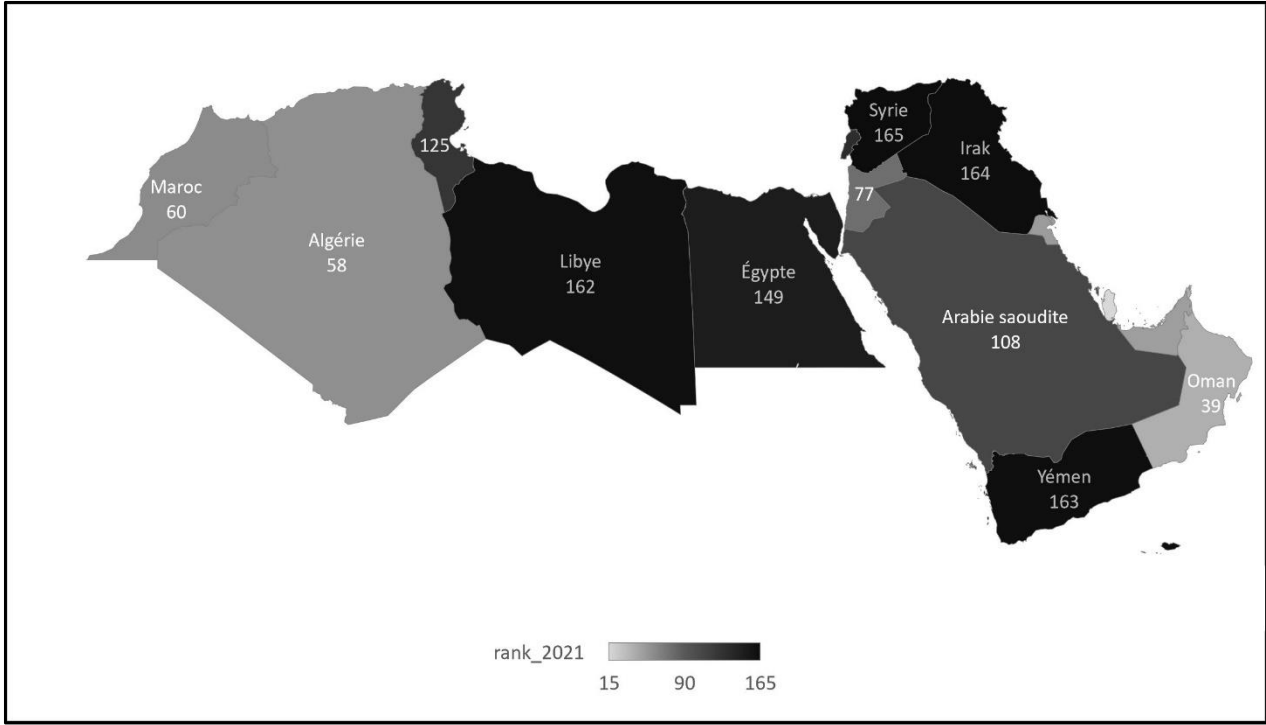 Syrie
165
125
Irak
164
Maroc
60
77
Algérie
58
Libye
162
Égypte
149
Arabie saoudite
108
Oman
39
Yémen
163
rank_2021
15 90 165